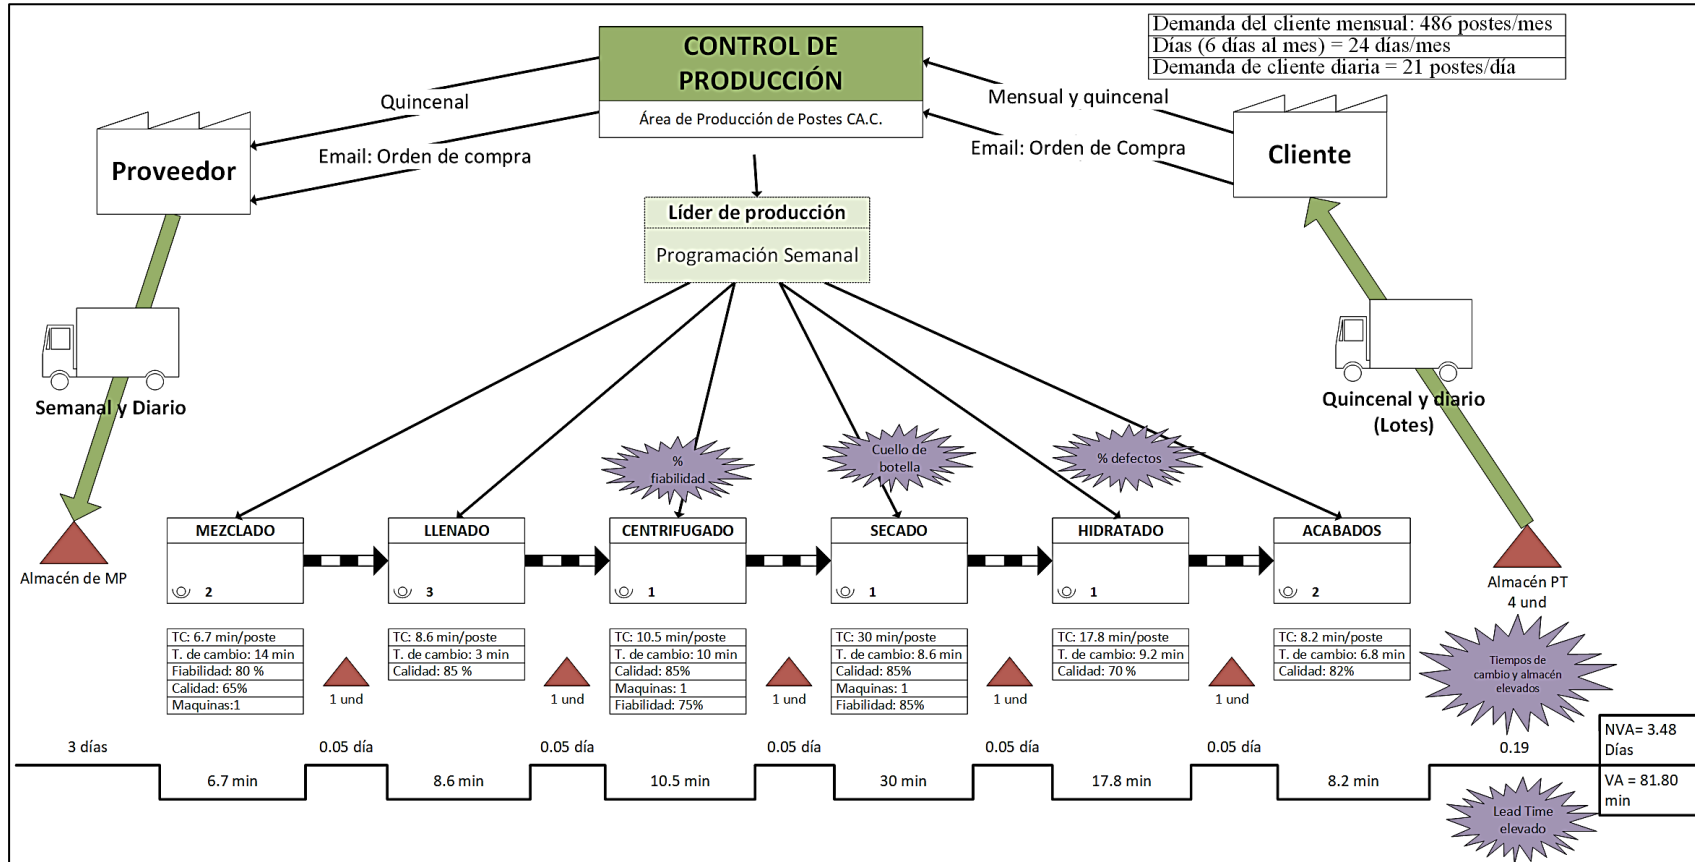 Demanda del cliente mensual: 486 postes/mes
Días (6 días al mes) = 24 días/mes
Demanda de cliente diaria = 21 postes/día
CONTROL DE
PRODUCCIÓN
Área de Producción de Postes CA.C.
Quincenal
Email: Orden de compra
Mensual y quincenal
Email: Orden de Compra
Proveedor
Cliente
Líder de producción
Programación Semanal
Semanal y Diario
Quincenal y diario
(Lotes)
%
fiabilidad
Cuello de
botella
% defectos
Almacén de MP
MEZCLADO
2
LLENADO
3
CENTRIFUGADO
1
SECADO
1
HIDRATADO
1
ACABADOS
2
Almacén PT
4 und
TC: 6.7 min/poste
T. de cambio: 14 min
Fiabilidad: 80 %
Calidad: 65%
Maquinas:1
1 und
TC: 8.6 min/poste
T. de cambio: 3 min
Calidad: 85 %
1 und
TC: 10.5 min/poste
T. de cambio: 10 min
Calidad: 85%
Maquinas: 1
Fiabilidad: 75%
1 und
TC: 30 min/poste
T. de cambio: 8.6 min
Calidad: 85%
Maquinas: 1
Fiabilidad: 85%
1 und
TC: 17.8 min/poste
T. de cambio: 9.2 min
Calidad: 70 %
1 und
TC: 8.2 min/poste
T. de cambio: 6.8 min
Calidad: 82%
Tiempos de
cambio y almacén
elevados
3 días
0.05 día
0.05 día
0.05 día
0.05 día
0.05 día
0.19
NVA= 3.48
Días
6.7 min
8.6 min
10.5 min
30 min
17.8 min
8.2 min
VA = 81.80
min
Lead Time
elevado